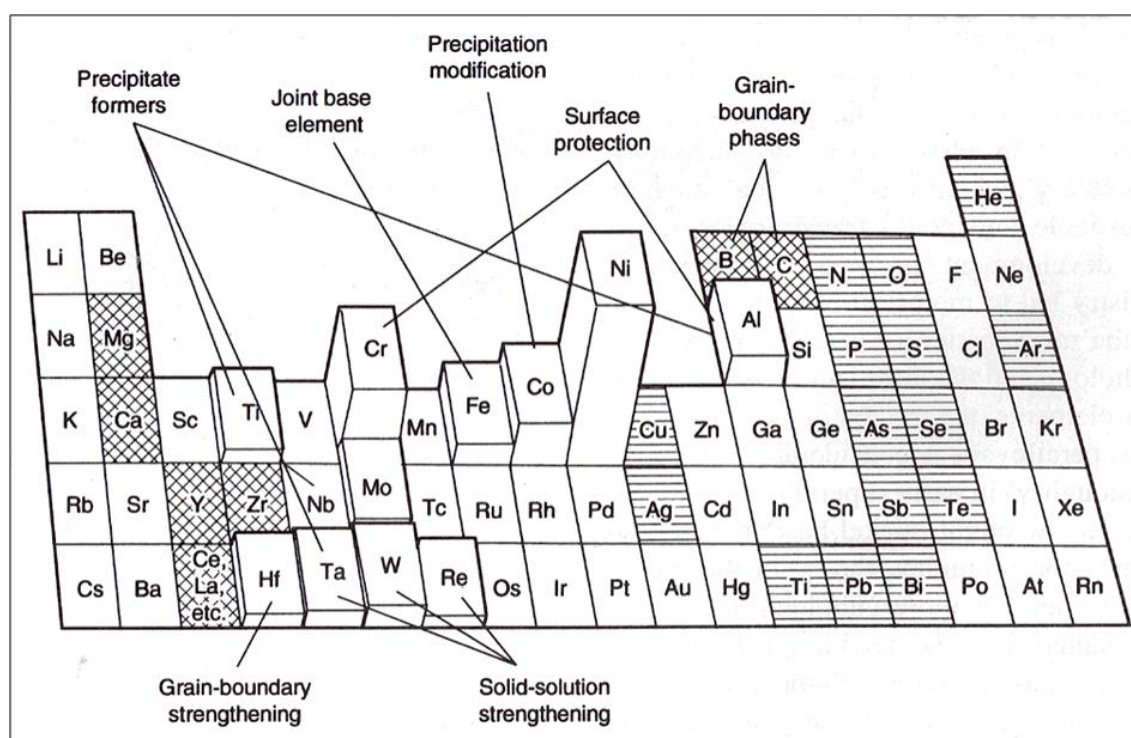 Precipitate
formers
Joint base
element
Precipitation
modification
Surface
protection
Grain-
boundary
phases
He
Li Be B C N O F Ne
Na Mg Al Si P S Cl Ar
K Ca Sc Ti V Cr Mn Fe Co Ni Cu Zn Ga Ge As Se Br Kr
Rb Sr Y Zr Nb Mo Tc Ru Rh Pd Ag Cd In Sn Sb Te I Xe
Cs Ba Ce,
La,
etc.
Hf Ta W Re Os Ir Pt Au Hg Ti Pb Bi Po At Rn
Grain-boundary
strengthening
Solid-solution
strengthening